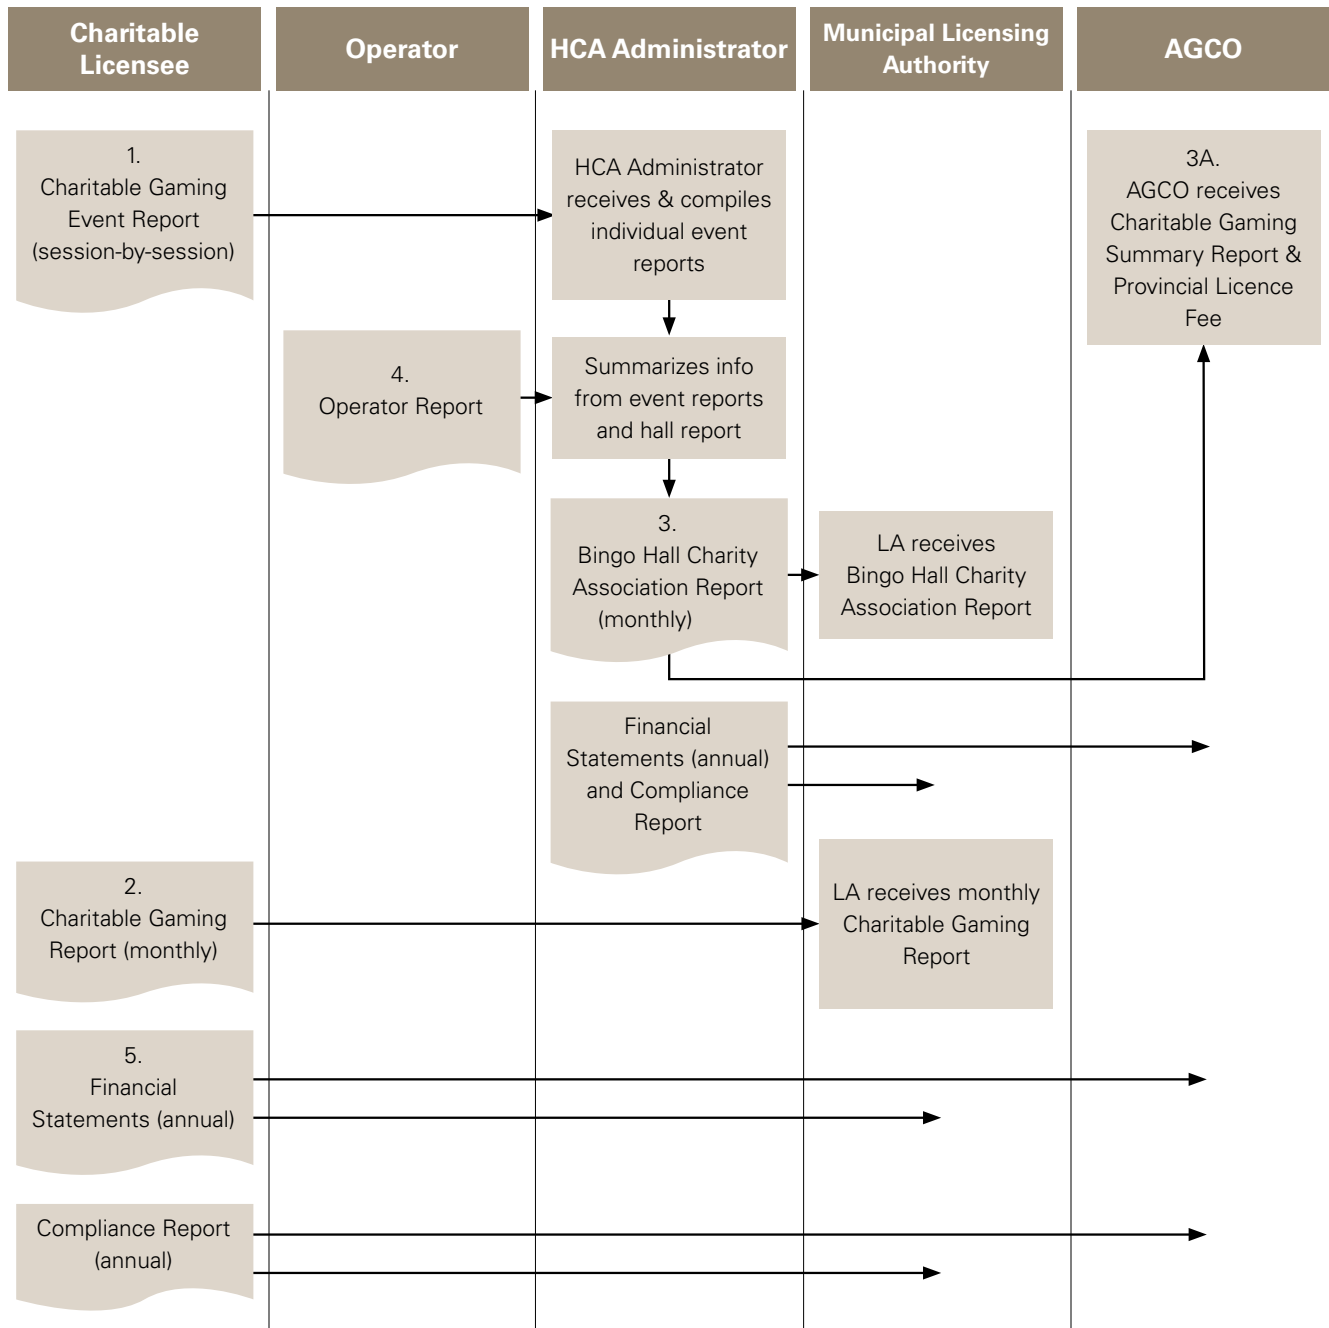 Charitable
Licensee
Operator
HCA Administrator
Municipal Licensing
Authority
AGCO
1.
Charitable Gaming
Event Report
(session-by-session)
HCA Administrator
receives & compiles
individual event
reports
3A.
AGCO receives
Charitable Gaming
Summary Report &
Provincial Licence
Fee
4.
Operator Report
Summarizes info
from event reports
and hall report
3.
Bingo Hall Charity
Association Report
(monthly)
LA receives
Bingo Hall Charity
Association Report
Financial
Statements (annual)
and Compliance
Report
2.
Charitable Gaming
Report (monthly)
LA receives monthly
Charitable Gaming
Report
5.
Financial
Statements (annual)
Compliance Report
(annual)